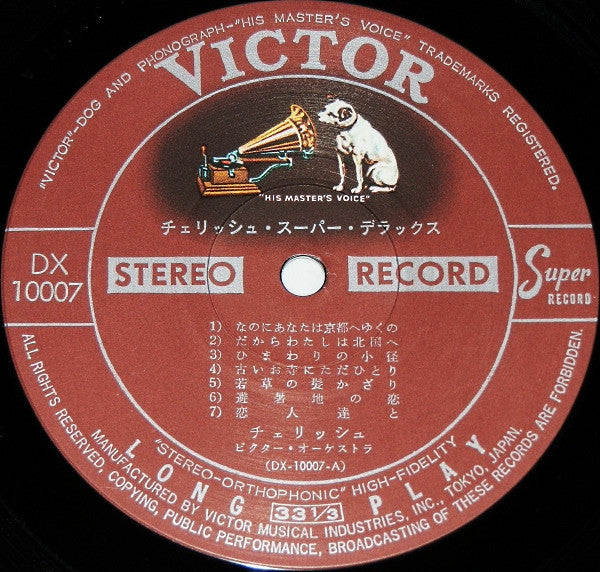 "VICTOR"-DOG AND PHONOGRAPH-"HIS MASTER'S VOICE" TRADEMARKS REGISTERED.
VICTOR
"HIS MASTER'S VOICE"
チェリッシュ・スーパー・デラックス
DX
10007
STEREO RECORD
Super
RECORD
1) なのにあなたは京都へゆくの
2) だからわたしは北国へ
3) ひまわりの小径
4) 古いお寺にただひとり
5) 若草の髪かざり
6) 避暑地の恋
7) 恋人達と
チェリッシュ
ビクター・オーケストラ
(DX-10007-A)
"STEREO-ORTHOPHONIC" HIGH-FIDELITY
LONG 33 1/3 PLAY
MANUFACTURED BY VICTOR MUSICAL INDUSTRIES, INC., TOKYO, JAPAN.
ALL RIGHTS RESERVED, COPYING, PUBLIC PERFORMANCE, BROADCASTING OF THESE RECORDS ARE FORBIDDEN.